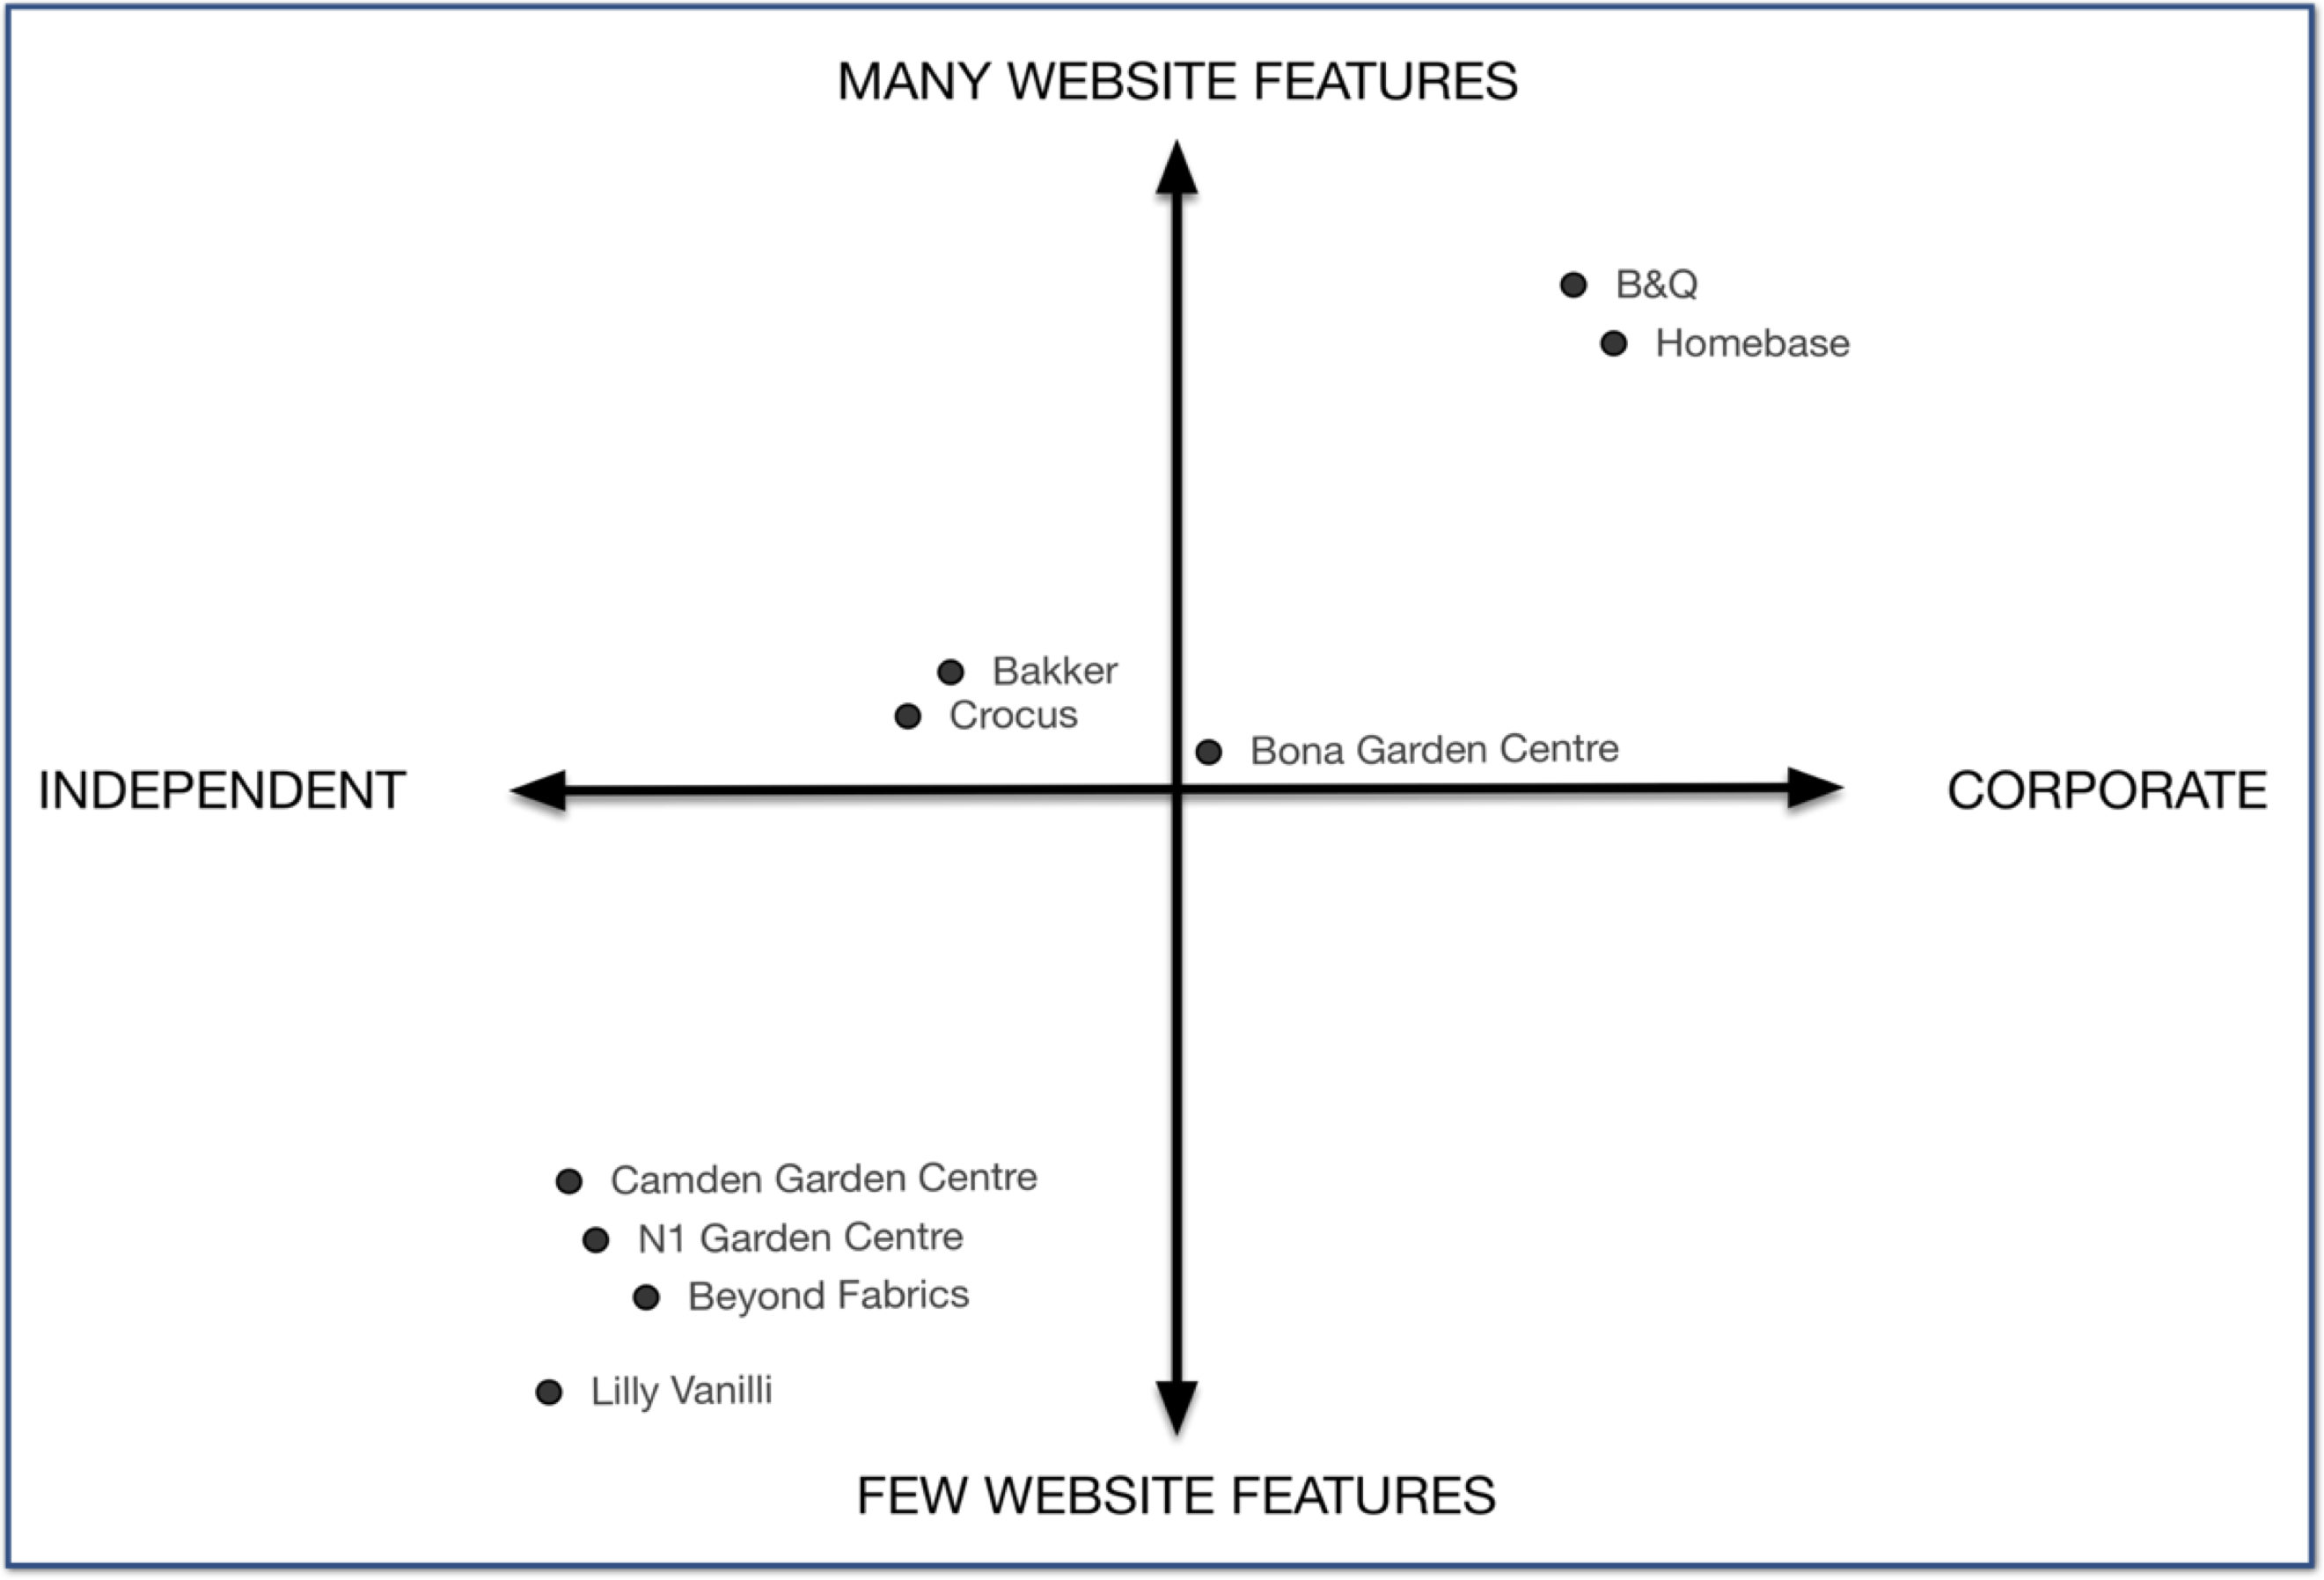 MANY WEBSITE FEATURES
B&Q
Homebase
Bakker
Crocus
Bona Garden Centre
INDEPENDENT
CORPORATE
Camden Garden Centre
N1 Garden Centre
Beyond Fabrics
Lilly Vanilli
FEW WEBSITE FEATURES